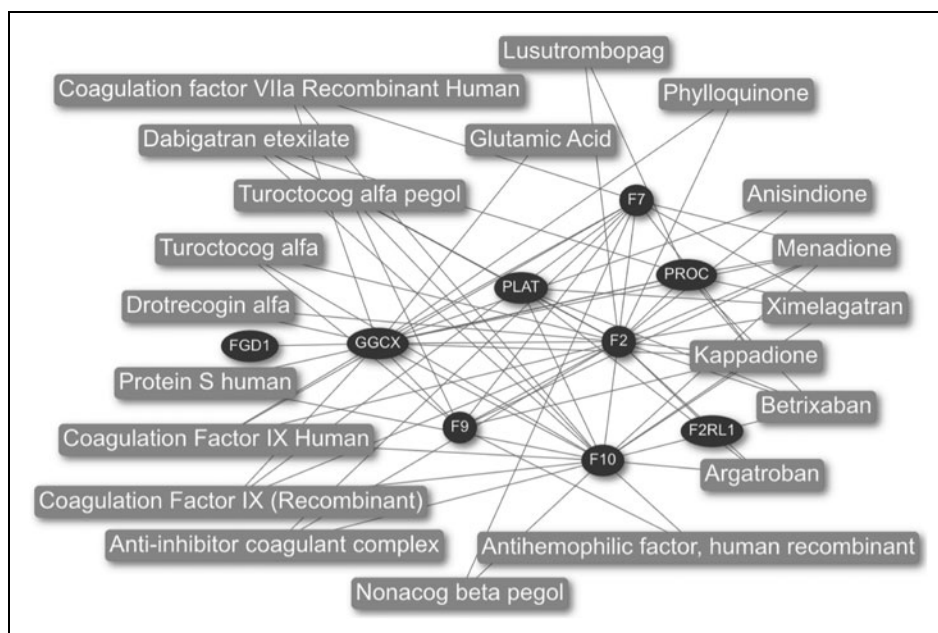 Lusutrombopag
Coagulation factor VIIa Recombinant Human
Phylloquinone
Dabigatran etexilate
Glutamic Acid
Turoctocog alfa pegol
F7
Anisindione
Turoctocog alfa
Menadione
PROC
PLAT
Drotrecogin alfa
Ximelagatran
FGD1
GGCX
F2
Kappadione
Protein S human
Betrixaban
F9
F2RL1
Coagulation Factor IX Human
F10
Argatroban
Coagulation Factor IX (Recombinant)
Anti-inhibitor coagulant complex
Antihemophilic factor, human recombinant
Nonacog beta pegol